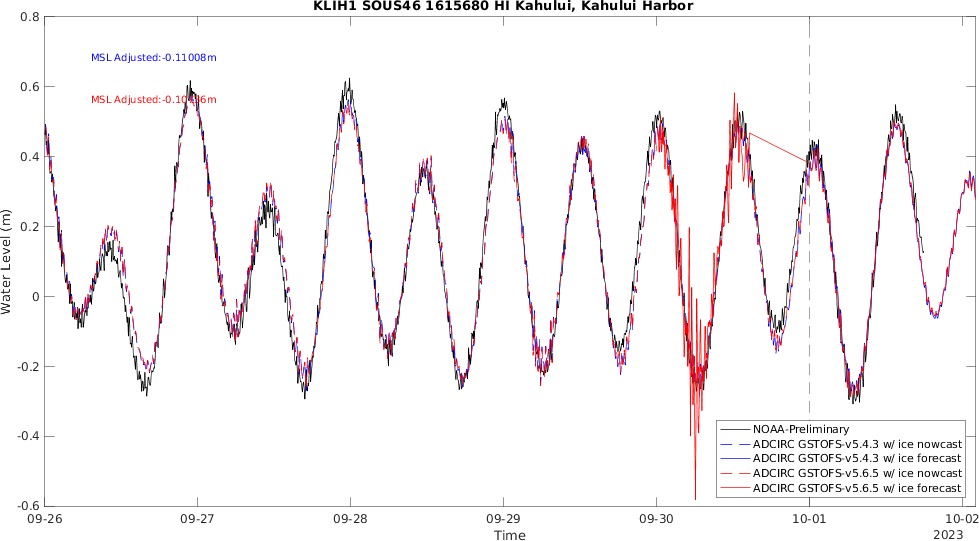 KLIH1 SOUS46 1615680 HI Kahului, Kahului Harbor
0.8
0.6
0.4
0.2
0
-0.2
-0.4
-0.6
Water Level (m)
MSL Adjusted:-0.11008m
MSL Adjusted:
NOAA-Preliminary
ADCIRC GSTOFS-v5.4.3 w/ ice nowcast
ADCIRC GSTOFS-v5.4.3 w/ ice forecast
ADCIRC GSTOFS-v5.6.5 w/ ice nowcast
ADCIRC GSTOFS-v5.6.5 w/ ice forecast
09-26 09-27 09-28 09-29 09-30 10-01 10-02
Time
2023